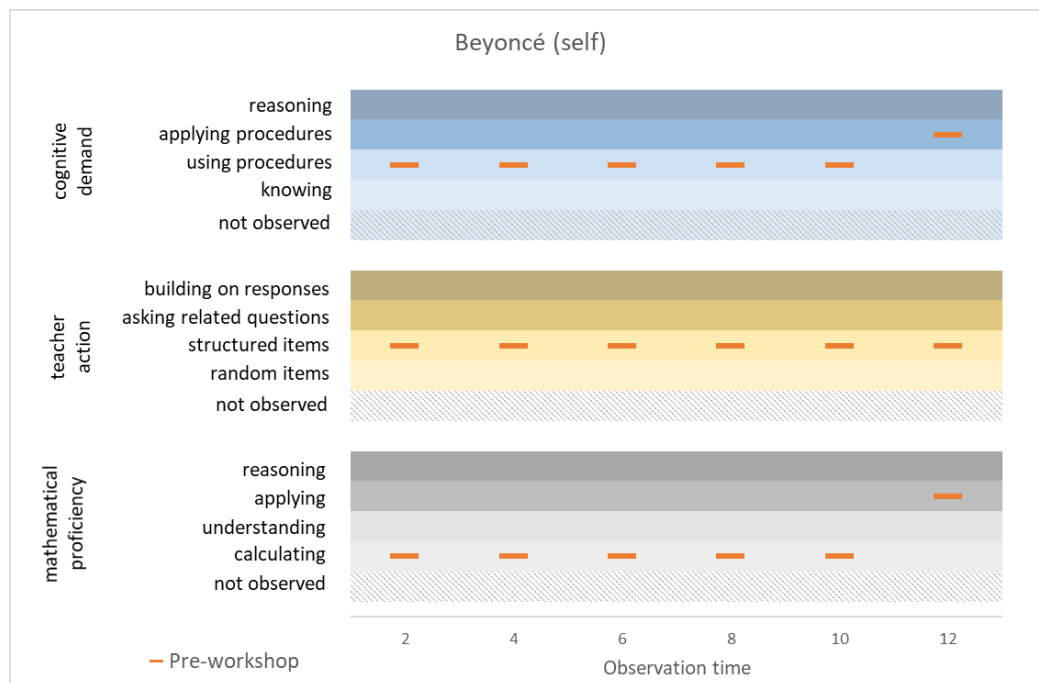 Beyoncé (self)
cognitive
demand
reasoning
applying procedures
using procedures
knowing
not observed
teacher
action
building on responses
asking related questions
structured items
random items
not observed
mathematical
proficiency
reasoning
applying
understanding
calculating
not observed
2 4 6 8 10 12
Pre-workshop
Observation time